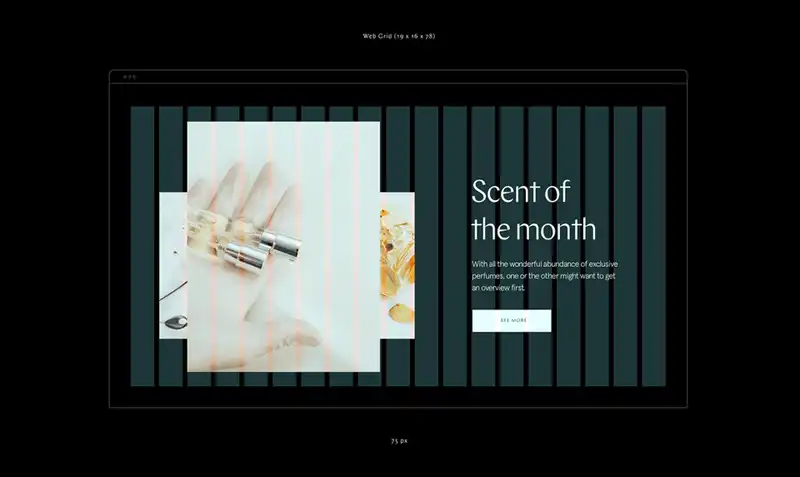 Web Grid (19 x 16 x 78)
Scent of
the month
With all the wonderful abundance of exclusive
perfumes, one or the other might want to get
an overview first.
SEE MORE
75 px